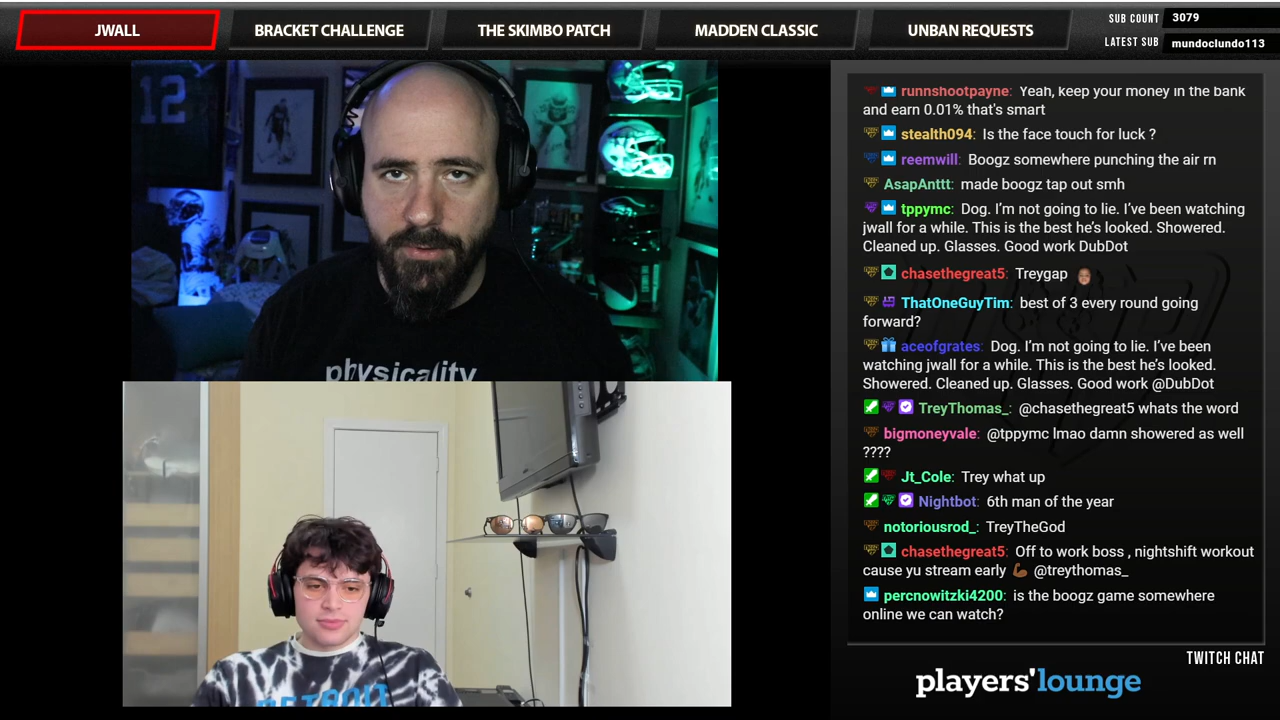 JWALL
BRACKET CHALLENGE
THE SKIMBO PATCH
MADDEN CLASSIC
UNBAN REQUESTS
SUB COUNT 3079
LATEST SUB mundoclundo113
12
physicality
DETROIT
runnshootpayne: Yeah, keep your money in the bank
and earn 0.01% that's smart
stealth094: Is the face touch for luck ?
reemwill: Boogz somewhere punching the air rn
AsapAnttt: made boogz tap out smh
tppymc: Dog. I’m not going to lie. I’ve been watching
jwall for a while. This is the best he’s looked. Showered.
Cleaned up. Glasses. Good work DubDot
chasethegreat5: Treygap
ThatOneGuyTim: best of 3 every round going
forward?
aceofgrates: Dog. I’m not going to lie. I’ve been
watching jwall for a while. This is the best he’s looked.
Showered. Cleaned up. Glasses. Good work @DubDot
TreyThomas_: @chasethegreat5 whats the word
bigmoneyvale: @tppymc lmao damn showered as well
????
Jt_Cole: Trey what up
Nightbot: 6th man of the year
notoriousrod_: TreyTheGod
chasethegreat5: Off to work boss , nightshift workout
cause yu stream early 💪🏾 @treythomas_
percnowitzki4200: is the boogz game somewhere
online we can watch?
TWITCH CHAT
players'lounge